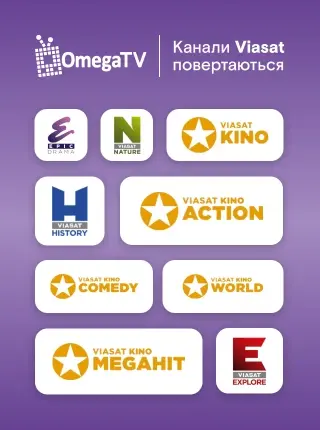 OmegaTV
Канали Viasat
повертаються
EPIC
DRAMA
N
VIASAT
NATURE
VIASAT
KINO
H
VIASAT
HISTORY
VIASAT KINO
ACTION
VIASAT KINO
COMEDY
VIASAT KINO
WORLD
VIASAT KINO
MEGAHIT
E
VIASAT
EXPLORE